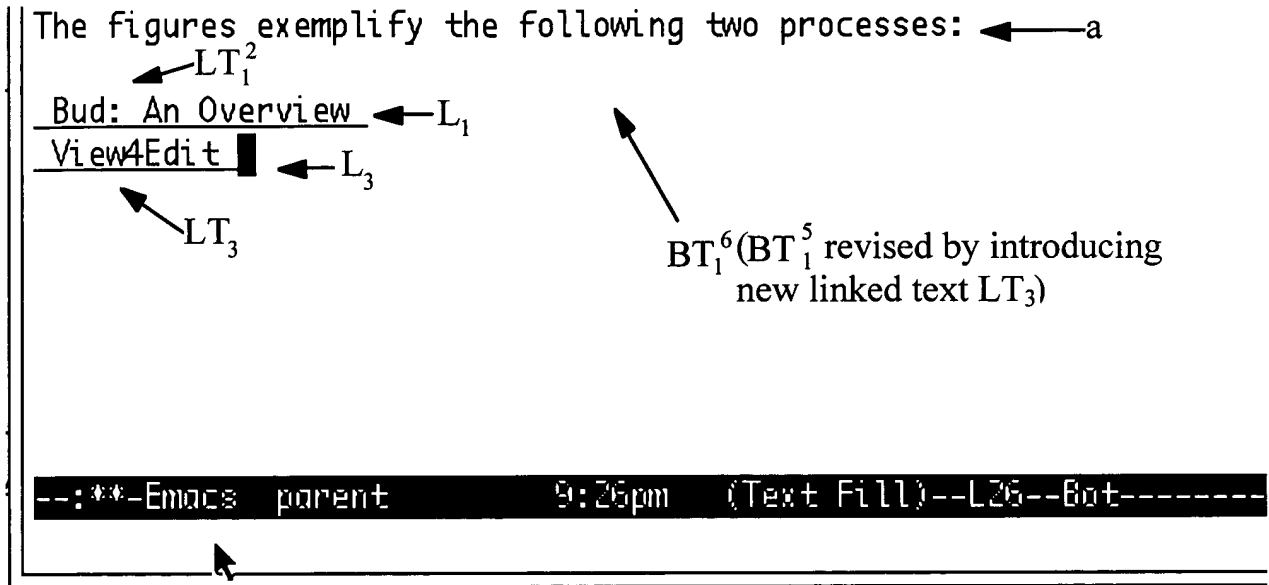 The figures exemplify the following two processes: a
LT₁²
Bud: An Overview L₁
View4Edit L₃
LT₃
BT₁⁶(BT₁⁵ revised by introducing
new linked text LT₃)
--:**-Emacs parent 9:26pm (Text Fill)--L26--Bot--------